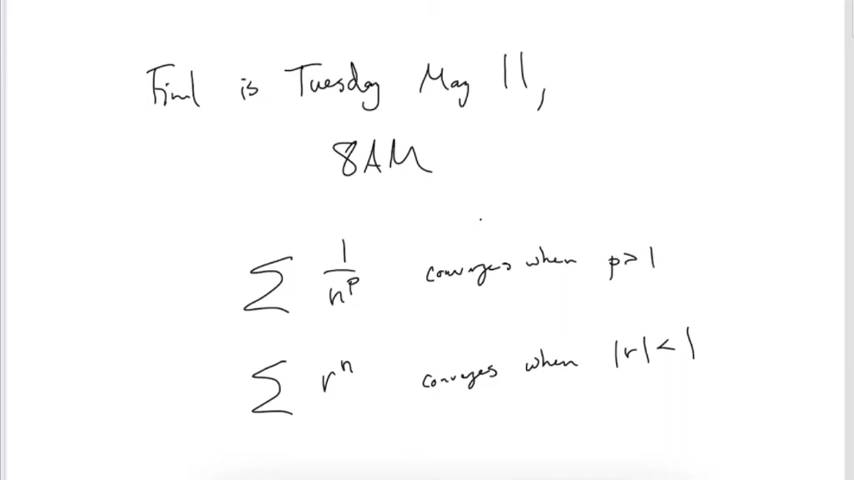 Final is Tuesday May 11,
8AM
∑ 1/n^p converges when p > 1
∑ r^n converges when |r| < 1